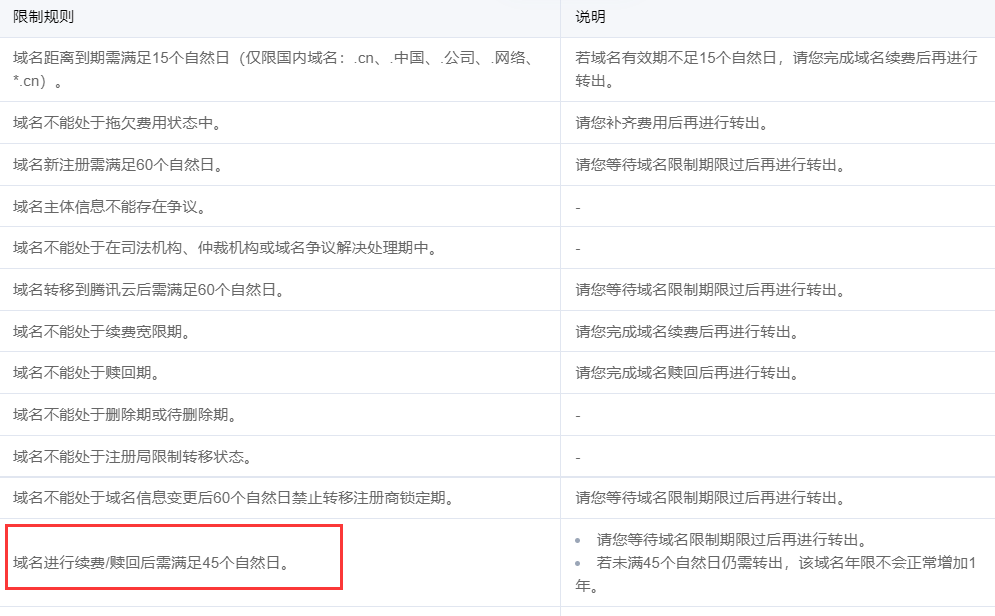 限制规则
说明
域名距离到期需满足15个自然日（仅限国内域名：.cn、.中国、.公司、.网络、
*.cn）。
若域名有效期不足15个自然日，请您完成域名续费后再进行
转出。
域名不能处于拖欠费用状态中。
请您补齐费用后再进行转出。
域名新注册需满足60个自然日。
请您等待域名限制期限过后再进行转出。
域名主体信息不能存在争议。
-
域名不能处于在司法机构、仲裁机构或域名争议解决处理期中。
-
域名转移到腾讯云后需满足60个自然日。
请您等待域名限制期限过后再进行转出。
域名不能处于续费宽限期。
请您完成域名续费后再进行转出。
域名不能处于赎回期。
请您完成域名赎回后再进行转出。
域名不能处于删除期或待删除期。
-
域名不能处于注册局限制转移状态。
-
域名不能处于域名信息变更后60个自然日禁止转移注册商锁定期。
请您等待域名限制期限过后再进行转出。
域名进行续费/赎回后需满足45个自然日。
• 请您等待域名限制期限过后再进行转出。
• 若未满45个自然日仍需转出，该域名年限不会正常增加1
年。